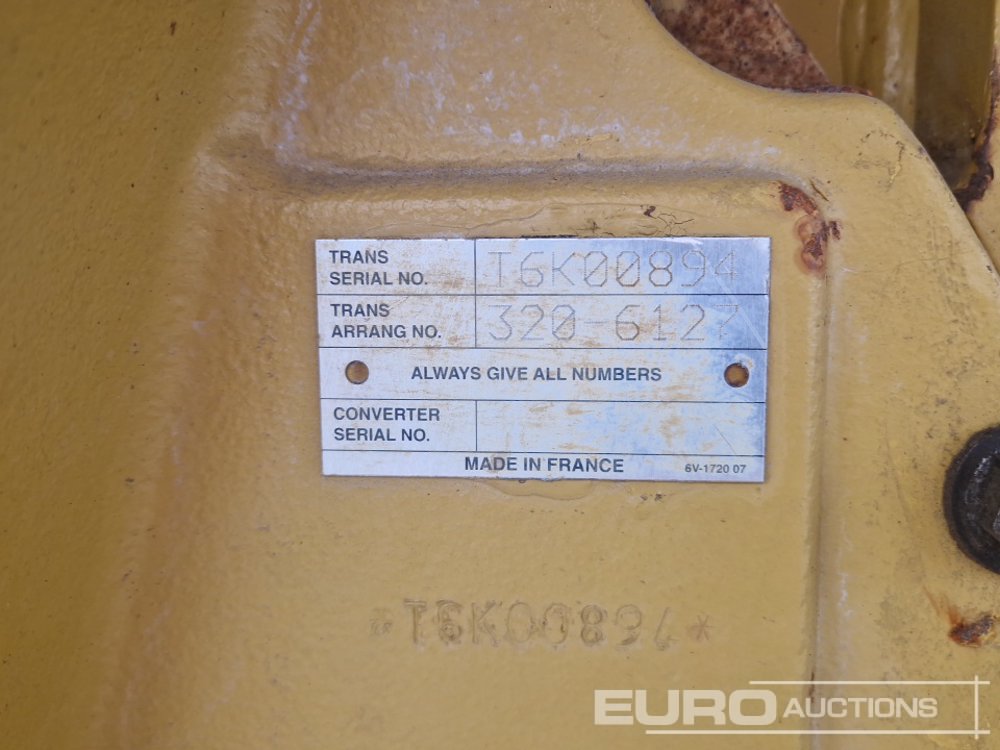 TRANS
SERIAL NO. T6K00894
TRANS
ARRANG NO. 320-6127
ALWAYS GIVE ALL NUMBERS
CONVERTER
SERIAL NO.
MADE IN FRANCE 6V-1720 07
*T6K00894*
EURO AUCTIONS